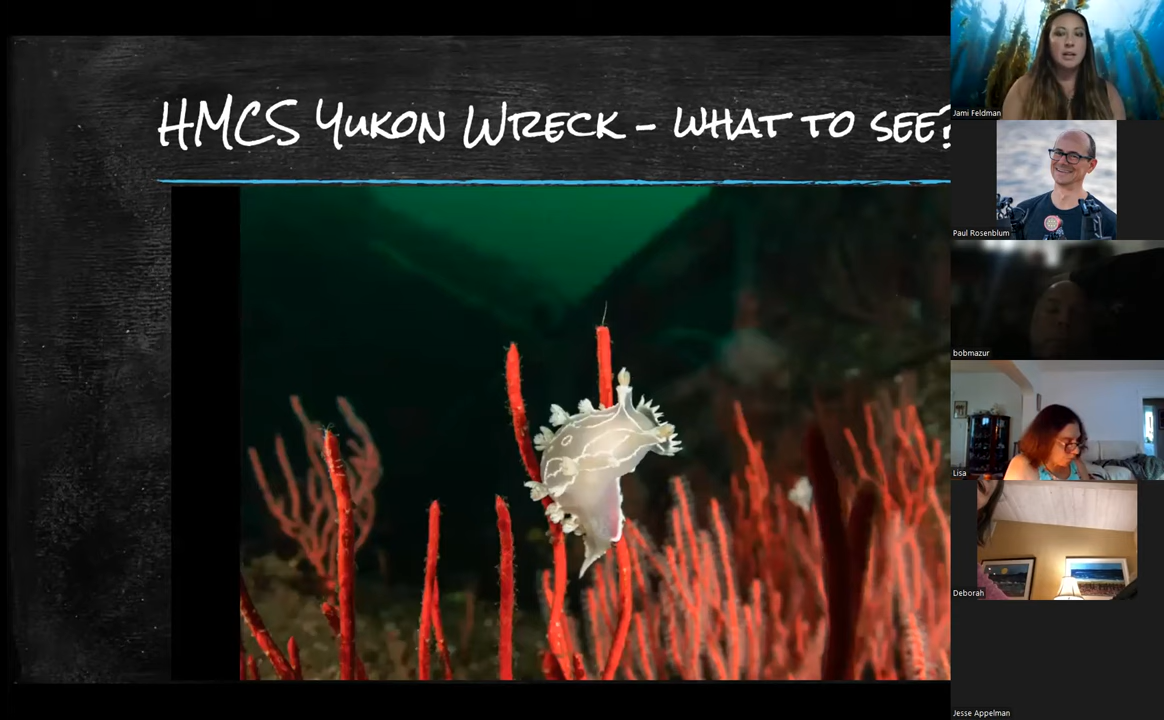 HMCS Yukon Wreck - what to see?
Jami Feldman
Paul Rosenblum
bobmazur
Lisa
Deborah
Jesse Appelman